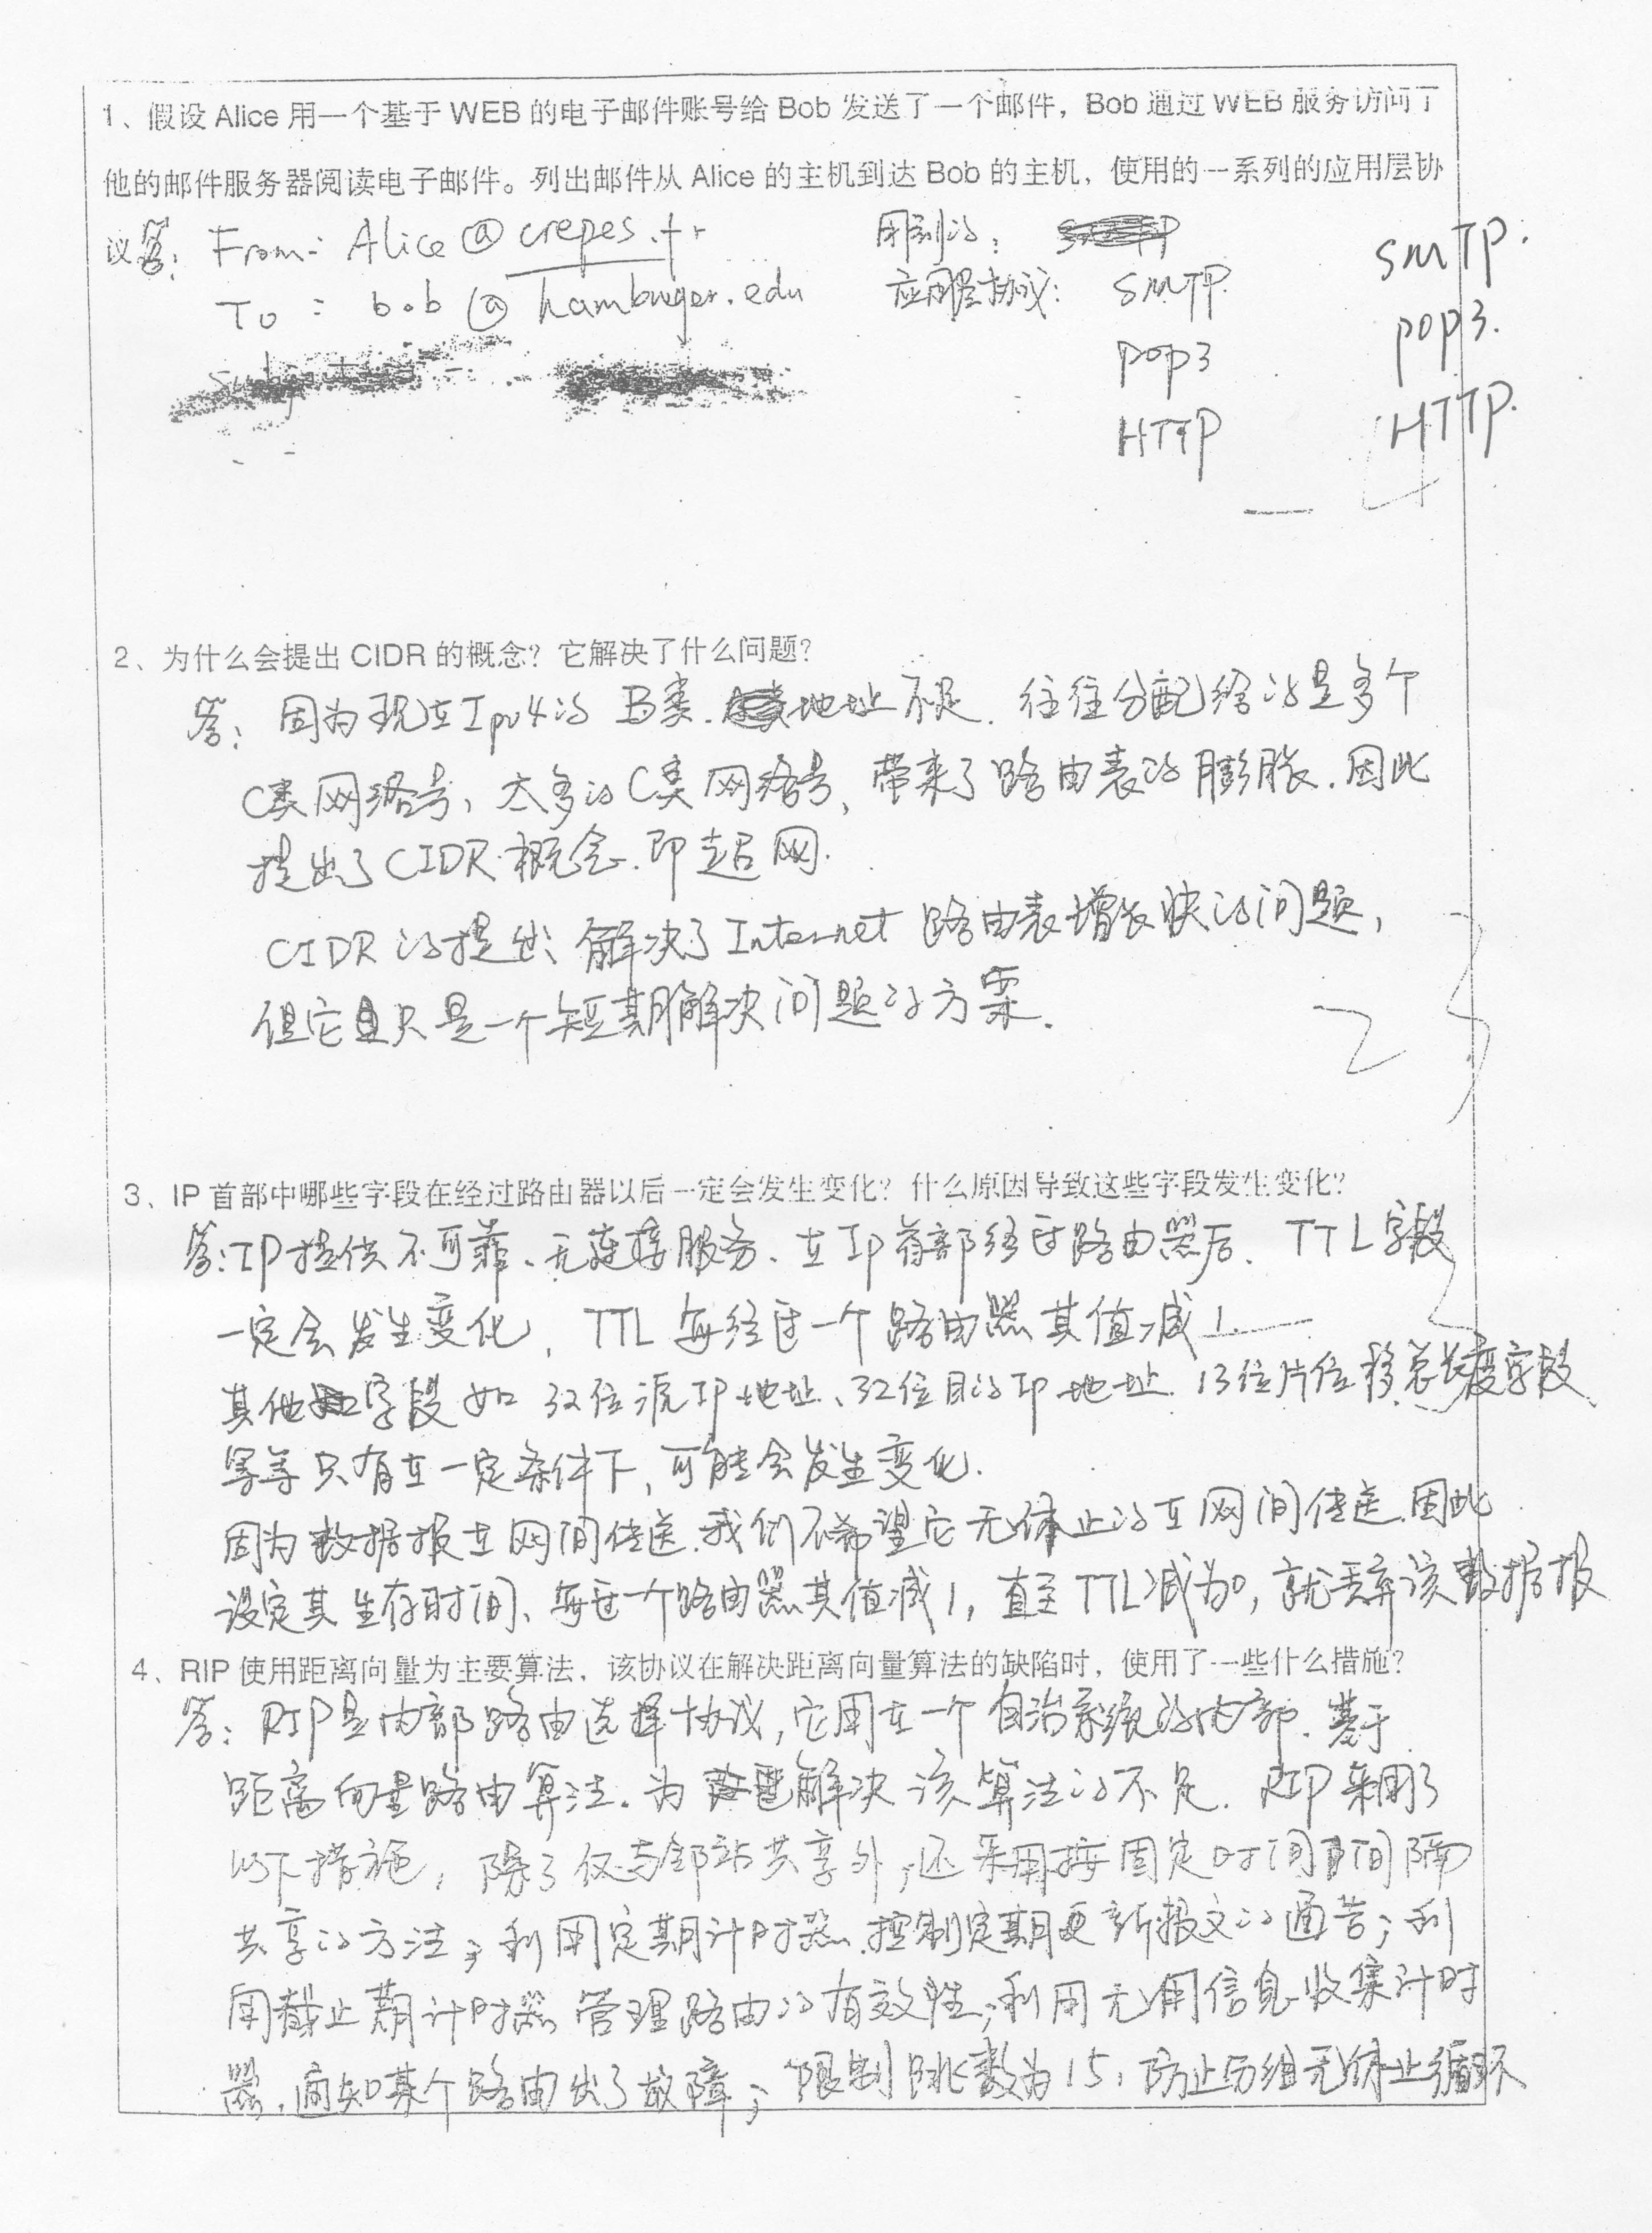 1、假设 Alice 用一个基于 WEB 的电子邮件账号给 Bob 发送了一个邮件，Bob 通过 WEB 服务访问了
他的邮件服务器阅读电子邮件。列出邮件从 Alice 的主机到达 Bob 的主机，使用的一系列的应用层协
议答：From: Alice@crepes.fr 用到的：
To: bob@hamburger.edu 应用层协议：SMTP. SMTP.
pop3 pop3.
HTTP HTTP.
2、为什么会提出 CIDR 的概念？它解决了什么问题？
答：因为现在Ipv4的B类.地址不足.往往分配给的是多个
C类网络号，太多的C类网络号、带来了路由表的膨胀.因此
提出了CIDR概念.即超网.
CIDR的提出、解决了Internet路由表增长快的问题，
但它只是一个短期解决问题的方案.
3、IP 首部中哪些字段在经过路由器以后一定会发生变化？什么原因导致这些字段发生变化？
答:IP提供不可靠、无连接服务、在IP首部经过路由器后、TTL字段
一定会发生变化，TTL每经过一个路由器其值减1.
其他字段如32位源IP地址、32位目的IP地址.13位片位移总长度字段
等等只有在一定条件下，可能会发生变化.
因为数据报在网间传送.我们不希望它无休止的在网间传送.因此
设定其生存时间、每过一个路由器其值减1，直至TTL减为0，就丢弃该数据报
4、RIP 使用距离向量为主要算法，该协议在解决距离向量算法的缺陷时，使用了一些什么措施？
答：RIP是内部路由选择协议，它用在一个自治系统的内部.基于
距离向量路由算法。为解决该算法的不足.RIP采用了
以下措施，除了仅与邻站共享外，还采用按固定时间间隔
共享的方法；利用定期计时器.控制定期更新报文的通告；利
用截止期计时器管理路由的有效性；利用无用信息收集计时
器.通知某个路由出了故障；限制跳数为15，防止分组无休止循环